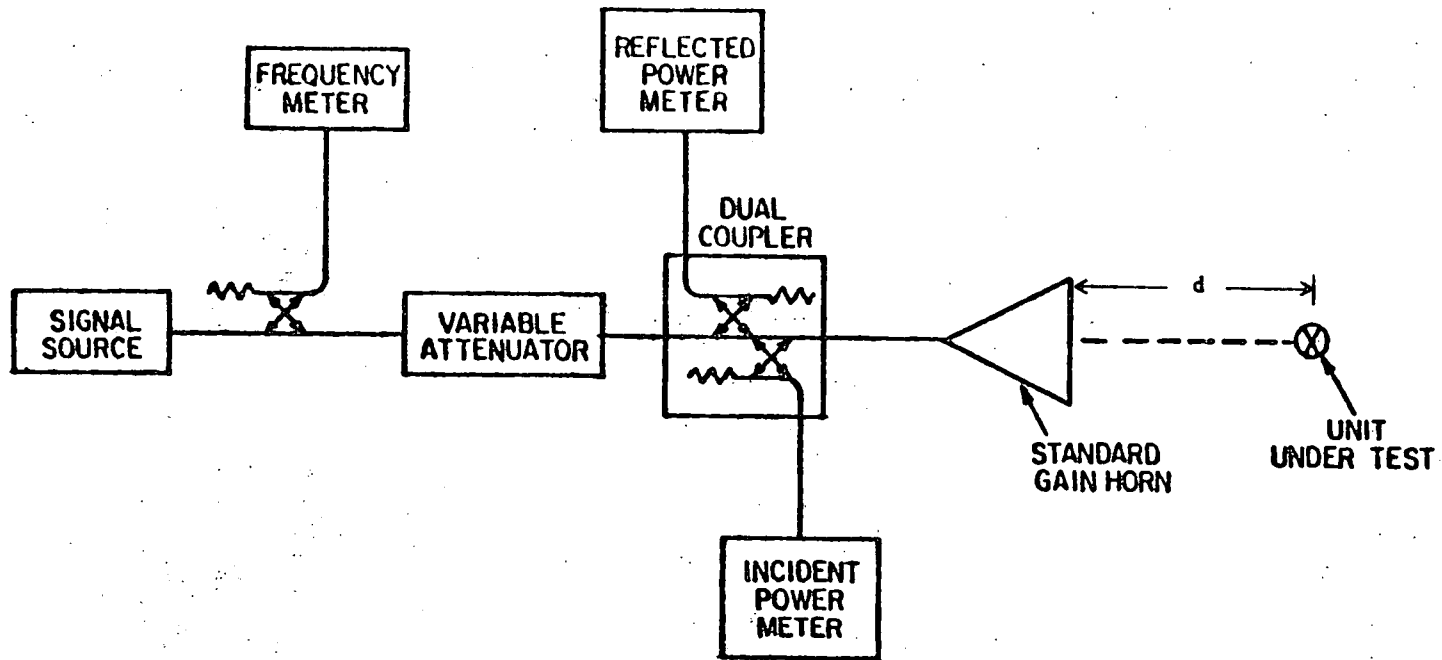 FREQUENCY
METER
REFLECTED
POWER
METER
DUAL
COUPLER
SIGNAL
SOURCE
VARIABLE
ATTENUATOR
d
STANDARD
GAIN HORN
UNIT
UNDER TEST
INCIDENT
POWER
METER